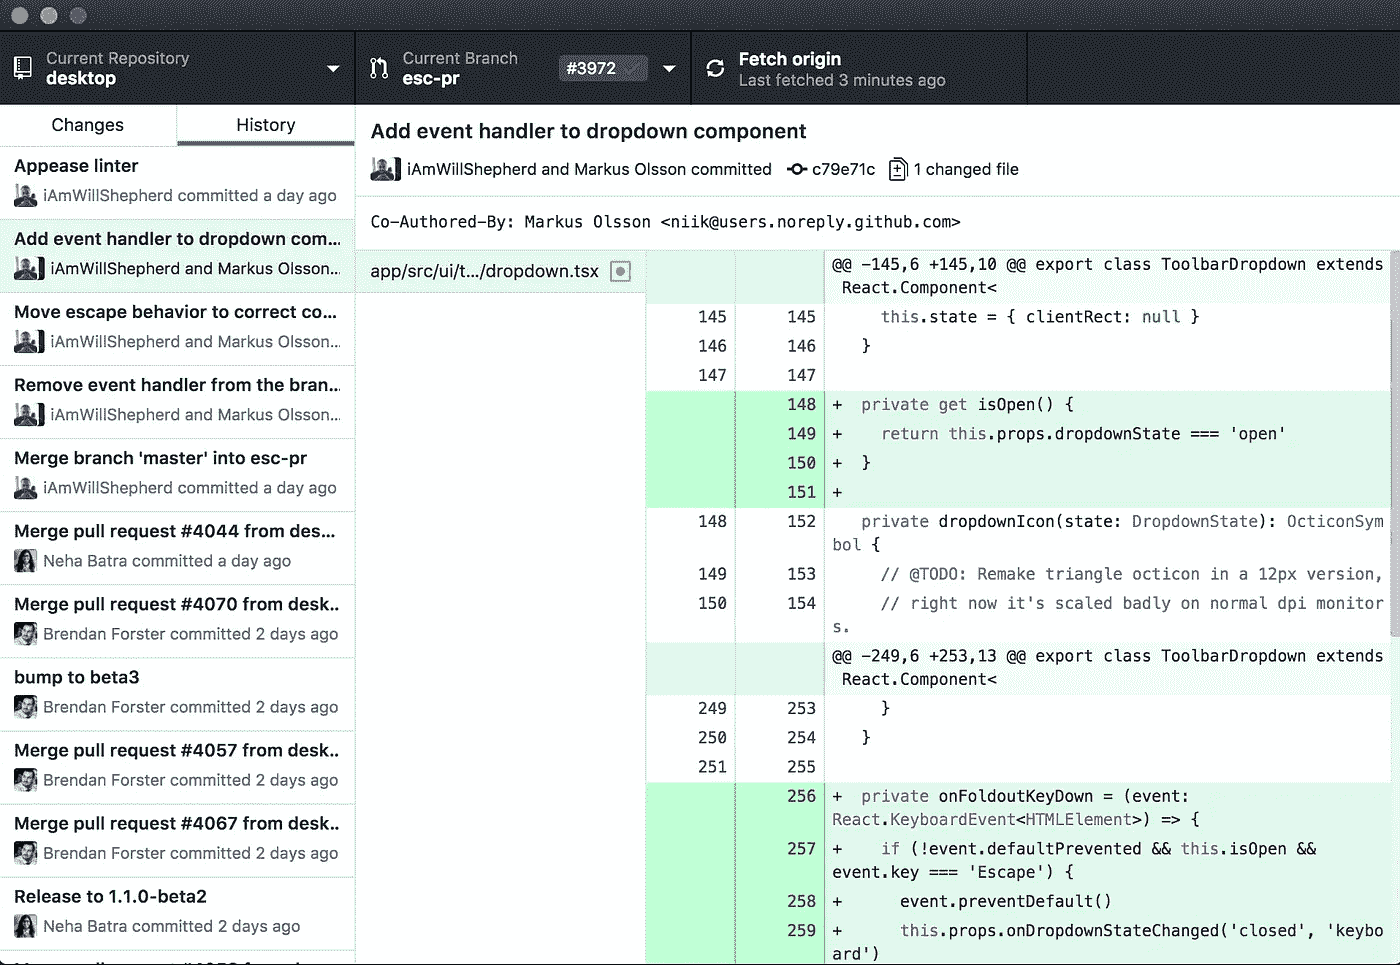 Current Repository
desktop
Current Branch
esc-pr
#3972
Fetch origin
Last fetched 3 minutes ago
Changes
History
Appease linter
iAmWillShepherd committed a day ago
Add event handler to dropdown com...
iAmWillShepherd and Markus Olsson...
Move escape behavior to correct co...
iAmWillShepherd and Markus Olsson...
Remove event handler from the bran...
iAmWillShepherd and Markus Olsson...
Merge branch 'master' into esc-pr
iAmWillShepherd committed a day ago
Merge pull request #4044 from des...
Neha Batra committed a day ago
Merge pull request #4070 from desk...
Brendan Forster committed 2 days ago
bump to beta3
Brendan Forster committed 2 days ago
Merge pull request #4057 from desk...
Brendan Forster committed 2 days ago
Merge pull request #4067 from desk...
Brendan Forster committed 2 days ago
Release to 1.1.0-beta2
Neha Batra committed 2 days ago
Add event handler to dropdown component
iAmWillShepherd and Markus Olsson committed c79e71c 1 changed file
Co-Authored-By: Markus Olsson <niik@users.noreply.github.com>
app/src/ui/t.../dropdown.tsx
@@ -145,6 +145,10 @@ export class ToolbarDropdown extends
React.Component<
145 145 this.state = { clientRect: null }
146 146 }
147 147
148 + private get isOpen() {
149 + return this.props.dropdownState === 'open'
150 + }
151 +
148 152 private dropdownIcon(state: DropdownState): OcticonSym
bol {
149 153 // @TODO: Remake triangle octicon in a 12px version,
150 154 // right now it's scaled badly on normal dpi monitor
s.
@@ -249,6 +253,13 @@ export class ToolbarDropdown extends
React.Component<
249 253 }
250 254 }
251 255
256 + private onFoldoutKeyDown = (event:
React.KeyboardEvent<HTMLElement>) => {
257 + if (!event.defaultPrevented && this.isOpen &&
event.key === 'Escape') {
258 + event.preventDefault()
259 + this.props.onDropdownStateChanged('closed', 'keybo
ard')